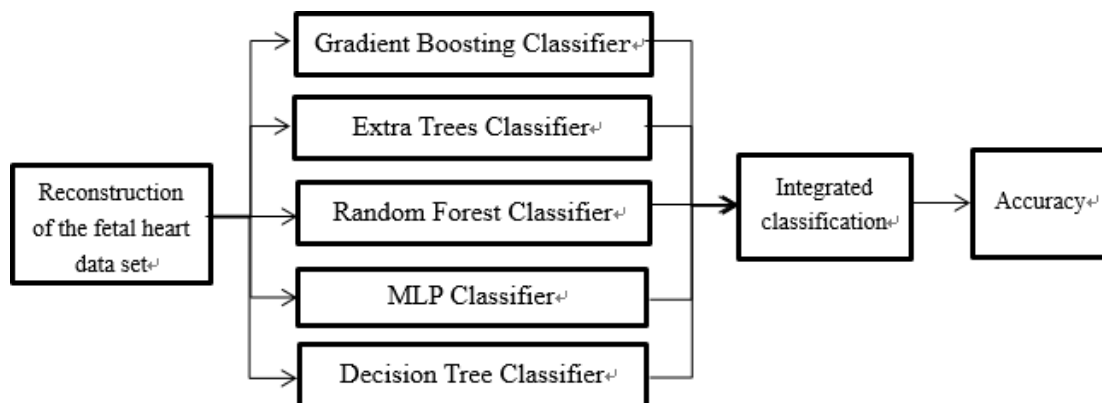 Gradient Boosting Classifier↵
Extra Trees Classifier↵
Reconstruction
of the fetal heart
data set↵
Random Forest Classifier↵
MLP Classifier↵
Decision Tree Classifier↵
Integrated
classification↵
Accuracy↵